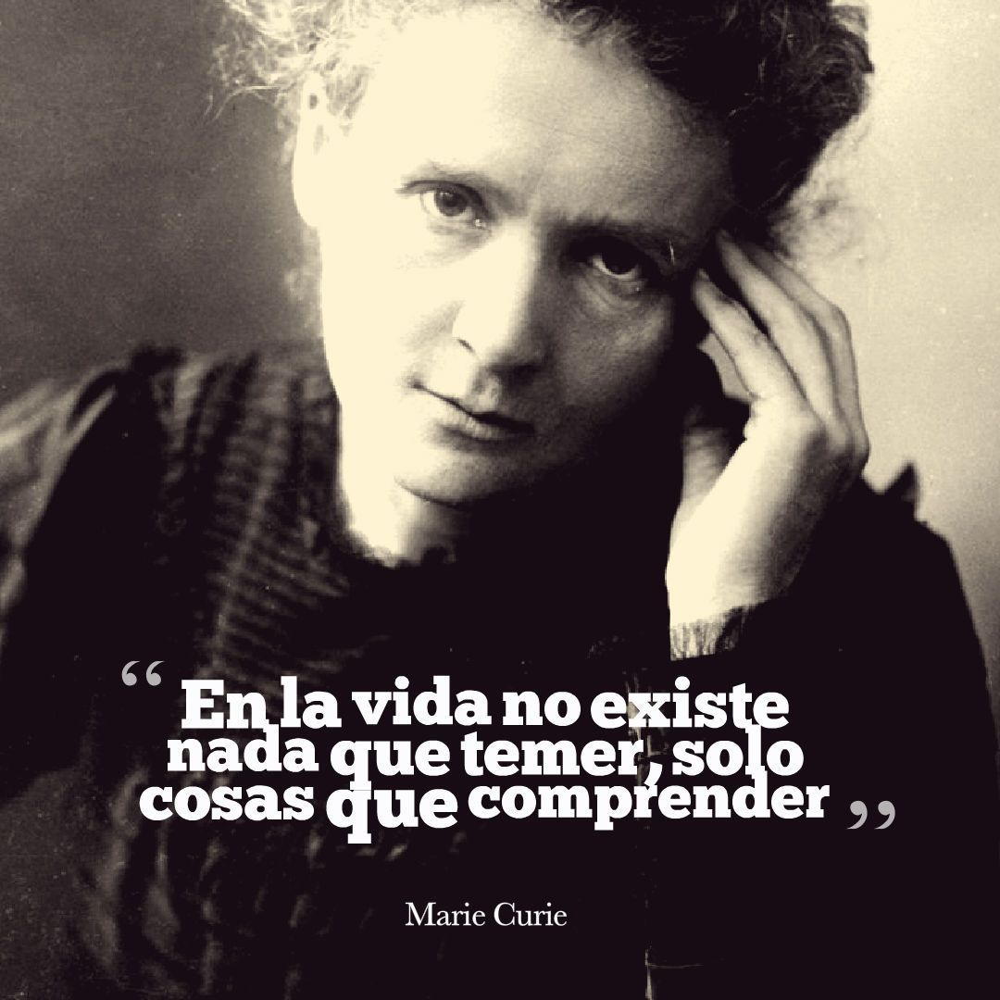 “ En la vida no existe
nada que temer, solo
cosas que comprender ”
Marie Curie